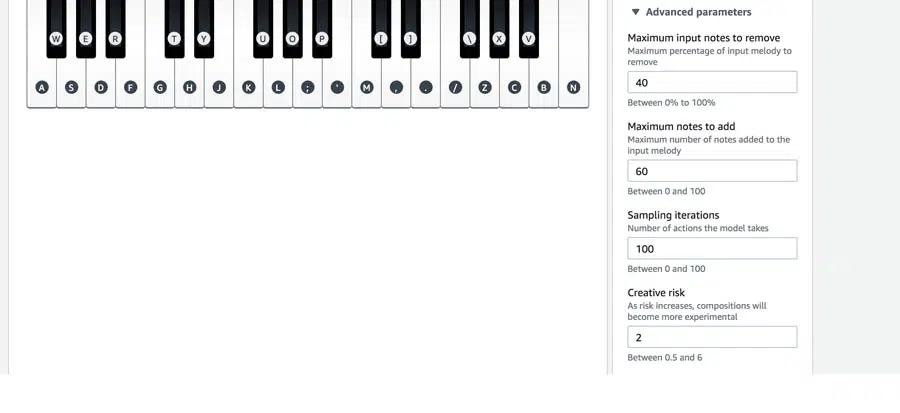 W E R T Y U O P [ ] \ X V
A S D F G H J K L ; ' M , . / Z C B N
▼ Advanced parameters
Maximum input notes to remove
Maximum percentage of input melody to
remove
40
Between 0% to 100%
Maximum notes to add
Maximum number of notes added to the
input melody
60
Between 0 and 100
Sampling iterations
Number of actions the model takes
100
Between 0 and 100
Creative risk
As risk increases, compositions will
become more experimental
2
Between 0.5 and 6